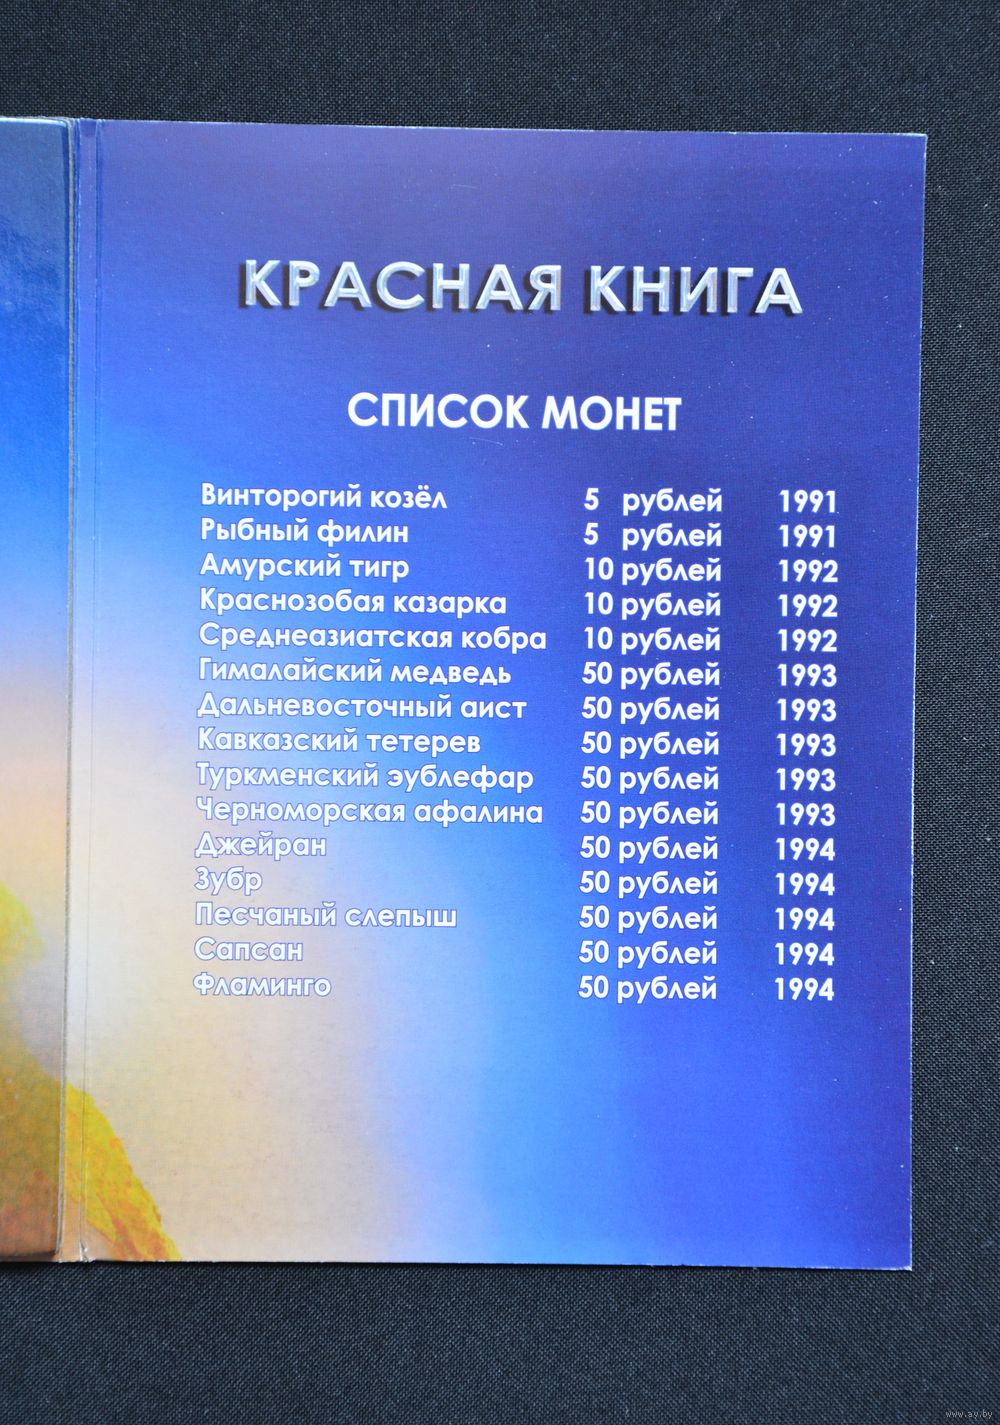 КРАСНАЯ КНИГА
СПИСОК МОНЕТ
Винторогий козёл 5 рублей 1991
Рыбный филин 5 рублей 1991
Амурский тигр 10 рублей 1992
Краснозобая казарка 10 рублей 1992
Среднеазиатская кобра 10 рублей 1992
Гималайский медведь 50 рублей 1993
Дальневосточный аист 50 рублей 1993
Кавказский тетерев 50 рублей 1993
Туркменский эублефар 50 рублей 1993
Черноморская афалина 50 рублей 1993
Джейран 50 рублей 1994
Зубр 50 рублей 1994
Песчаный слепыш 50 рублей 1994
Сапсан 50 рублей 1994
Фламинго 50 рублей 1994
www.ay.by